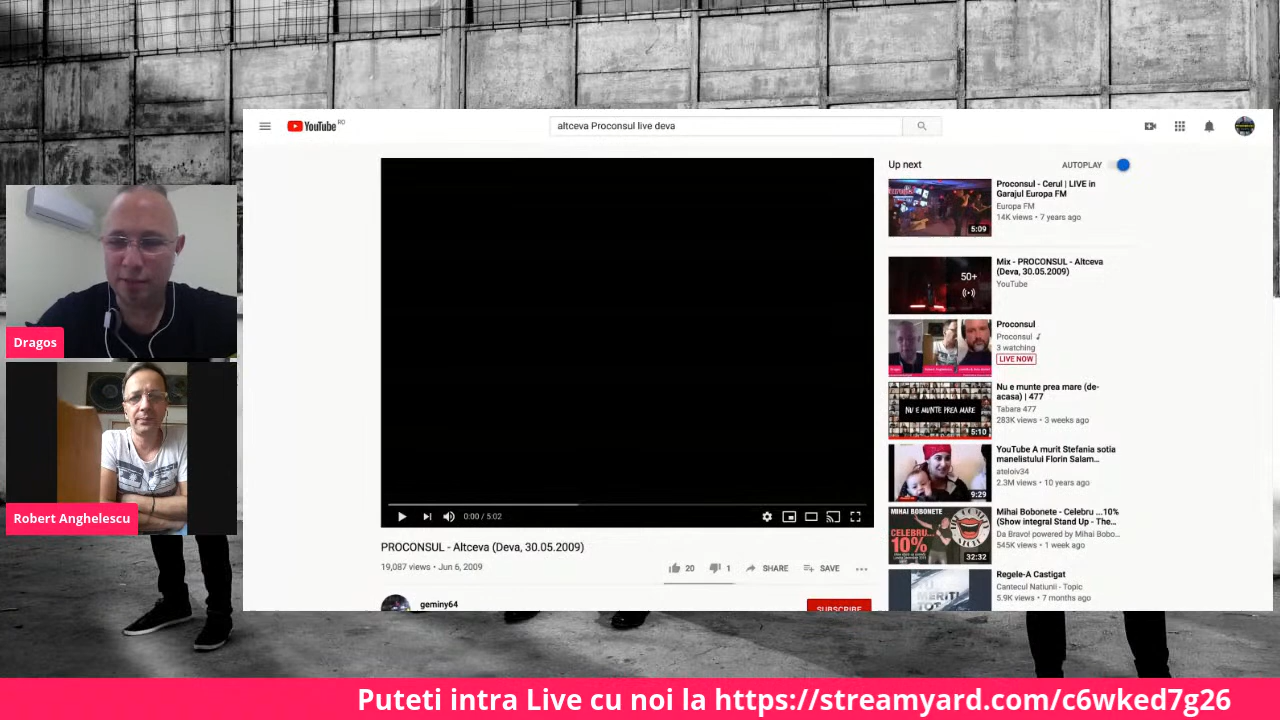 YouTube RO
altceva Proconsul live deva
Dragos
Robert Anghelescu
0:00 / 5:02
PROCONSUL - Altceva (Deva, 30.05.2009)
19,087 views • Jun 6, 2009
20
1
SHARE
SAVE
geminy64
SUBSCRIBE
Up next
AUTOPLAY
5:09
Proconsul - Cerul | LIVE in
Garajul Europa FM
Europa FM
14K views • 7 years ago
50+
Mix - PROCONSUL - Altceva
(Deva, 30.05.2009)
YouTube
Proconsul
Proconsul ♪
3 watching
LIVE NOW
NU E MUNTE PREA MARE
5:10
Nu e munte prea mare (de-
acasa) | 477
Tabara 477
283K views • 3 weeks ago
9:29
YouTube A murit Stefania sotia
manelistului Florin Salam...
ateloiv34
2.3M views • 10 years ago
MIHAI BOBONETE
CELEBRU
10%
32:32
Mihai Bobonete - Celebru ...10%
(Show integral Stand Up - The...
Da Bravo! powered by Mihai Bobo...
545K views • 1 week ago
TU
MERITI
TOT
Regele-A Castigat
Cantecul Natiunii - Topic
5.9K views • 7 months ago
Puteti intra Live cu noi la https://streamyard.com/c6wked7g26